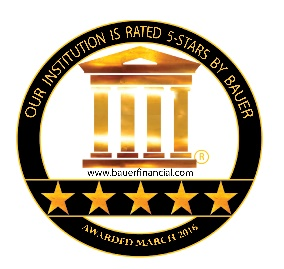 OUR INSTITUTION IS RATED 5-STARS BY BAUER
®
www.bauerfinancial.com
AWARDED MARCH 2016